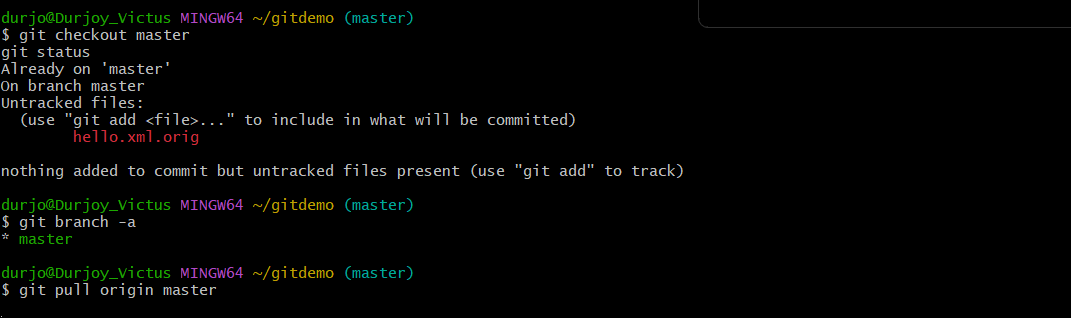 durjo@Durjoy_Victus MINGW64 ~/gitdemo (master)
$ git checkout master
git status
Already on 'master'
On branch master
Untracked files:
  (use "git add <file>..." to include in what will be committed)
        hello.xml.orig

nothing added to commit but untracked files present (use "git add" to track)

durjo@Durjoy_Victus MINGW64 ~/gitdemo (master)
$ git branch -a
* master

durjo@Durjoy_Victus MINGW64 ~/gitdemo (master)
$ git pull origin master